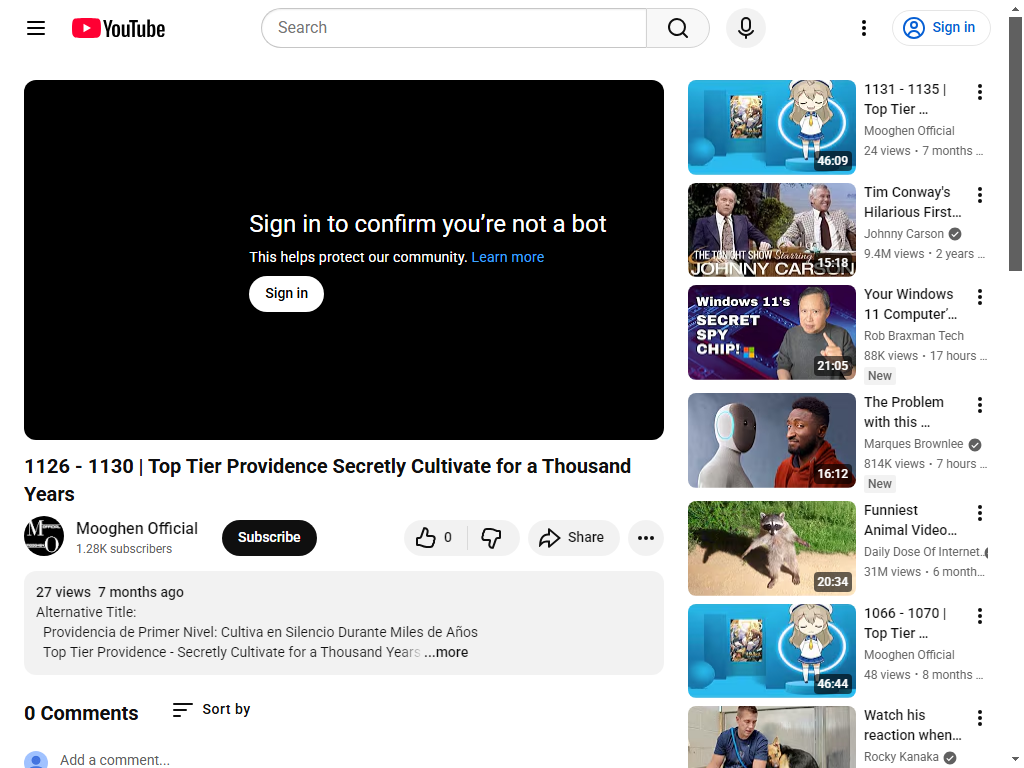 YouTube
Search
Sign in
Sign in to confirm you’re not a bot
This helps protect our community. Learn more
Sign in
1126 - 1130 | Top Tier Providence Secretly Cultivate for a Thousand
Years
Mooghen Official
1.28K subscribers
Subscribe
0
Share
27 views 7 months ago
Alternative Title:
Providencia de Primer Nivel: Cultiva en Silencio Durante Miles de Años
Top Tier Providence - Secretly Cultivate for a Thousand Years ...more
0 Comments
Sort by
Add a comment...
46:09
1131 - 1135 |
Top Tier ...
Mooghen Official
24 views • 7 months ...
THE TONIGHT SHOW Starring
JOHNNY CARSON
15:18
Tim Conway's
Hilarious First...
Johnny Carson
9.4M views • 2 years ...
Windows 11's
SECRET
SPY
CHIP!
21:05
Your Windows
11 Computer’...
Rob Braxman Tech
88K views • 17 hours ...
New
16:12
The Problem
with this ...
Marques Brownlee
814K views • 7 hours ...
New
20:34
Funniest
Animal Video...
Daily Dose Of Internet..
31M views • 6 month...
46:44
1066 - 1070 |
Top Tier ...
Mooghen Official
48 views • 8 months ...
Watch his
reaction when...
Rocky Kanaka